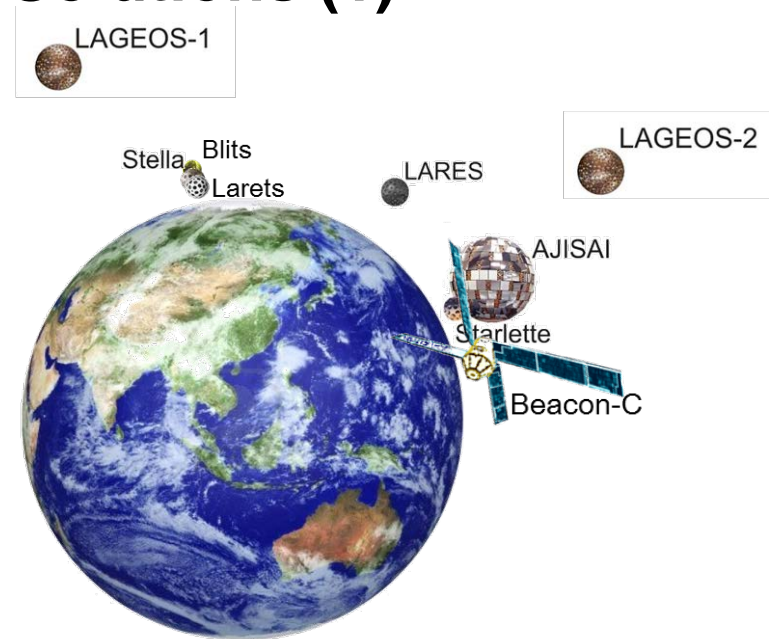 LAGEOS-1
Blits
Stella
Larets
LARES
LAGEOS-2
AJISAI
Starlette
Beacon-C